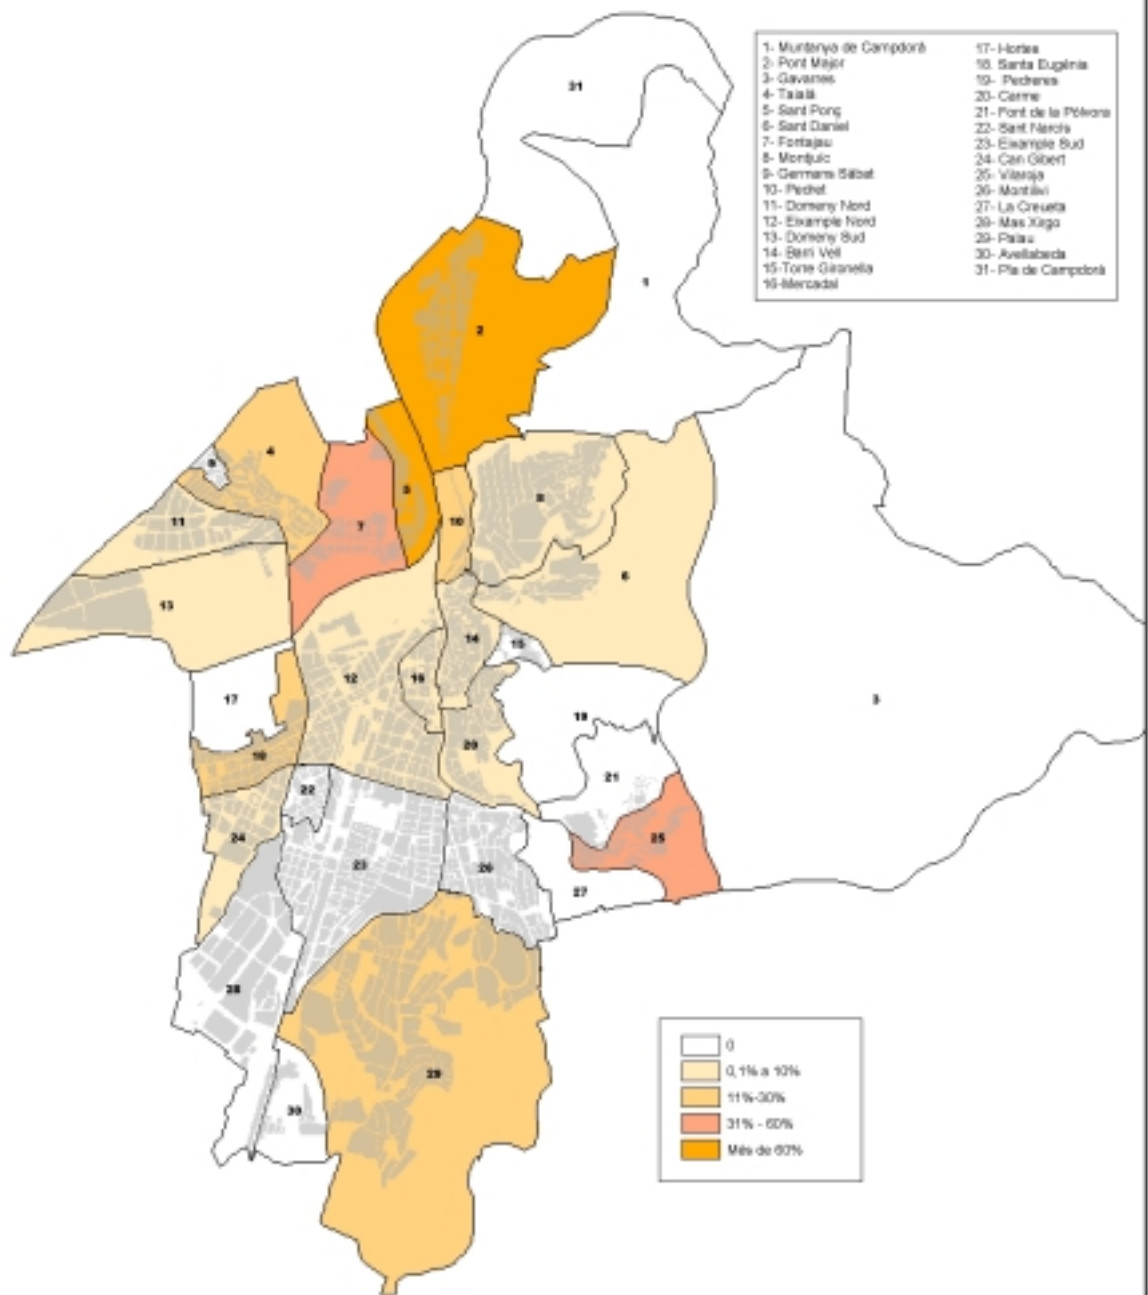 1- Muntanya de Campdorà
2- Pont Major
3- Gavarres
4- Taialà
5- Sant Ponç
6- Sant Daniel
7- Fontajau
8- Montjuïc
9- Germans Sàbat
10- Pedret
11- Domeny Nord
12- Eixample Nord
13- Domeny Sud
14- Barri Vell
15-Torre Gironella
16-Mercadal
17- Hortes
18. Santa Eugènia
19- Pedreres
20- Carme
21- Font de la Pólvora
22- Sant Narcís
23- Eixample Sud
24- Can Gibert
25- Vilaroja
26- Montilivi
27- La Creueta
28- Mas Xirgo
29- Palau
30- Avellaneda
31- Pla de Campdorà
31
1
2
4
9
5
7
8
11
10
6
13
14
15
12
16
17
3
19
20
18
21
22
24
25
23
26
27
28
29
30
0
0,1% a 10%
11%-30%
31% - 60%
Més de 60%